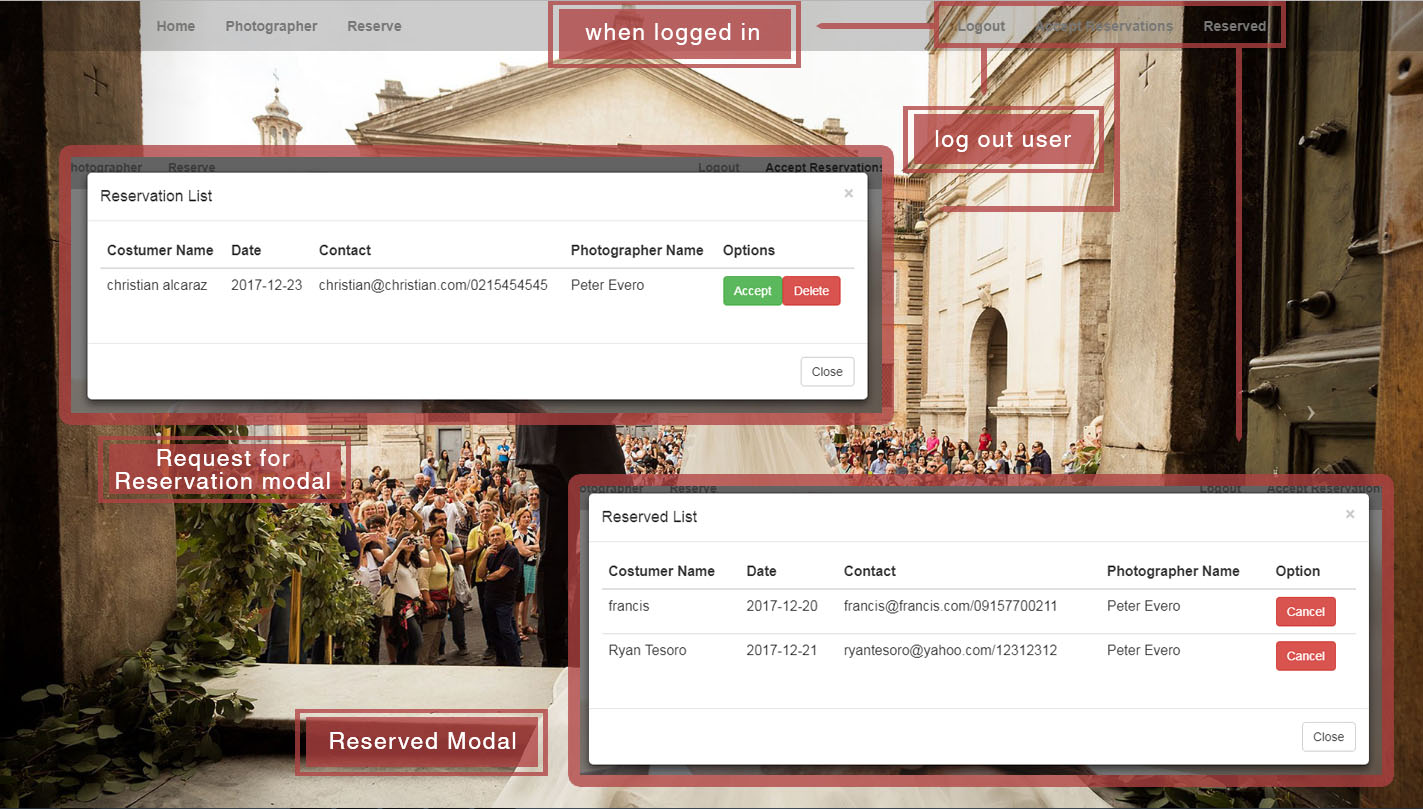 Home Photographer Reserve when logged in Logout Accept Reservations Reserved
log out user
hotographer Reserve Logout Accept Reservations
Reservation List ×
Costumer Name Date Contact Photographer Name Options
christian alcaraz 2017-12-23 christian@christian.com/0215454545 Peter Evero Accept Delete
Close
Request for
Reservation modal
otographer Reserve Logout Accept Reservation
Reserved List ×
Costumer Name Date Contact Photographer Name Option
francis 2017-12-20 francis@francis.com/09157700211 Peter Evero Cancel
Ryan Tesoro 2017-12-21 ryantesoro@yahoo.com/12312312 Peter Evero Cancel
Close
Reserved Modal